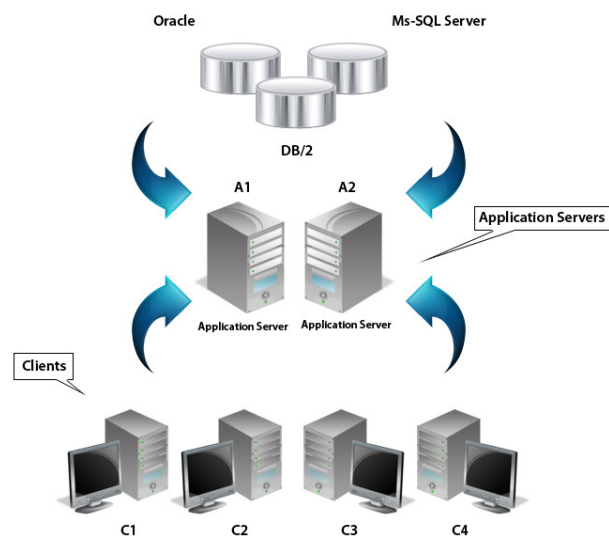 Oracle
Ms-SQL Server
DB/2
A1
A2
Application Servers
Application Server
Application Server
Clients
C1
C2
C3
C4